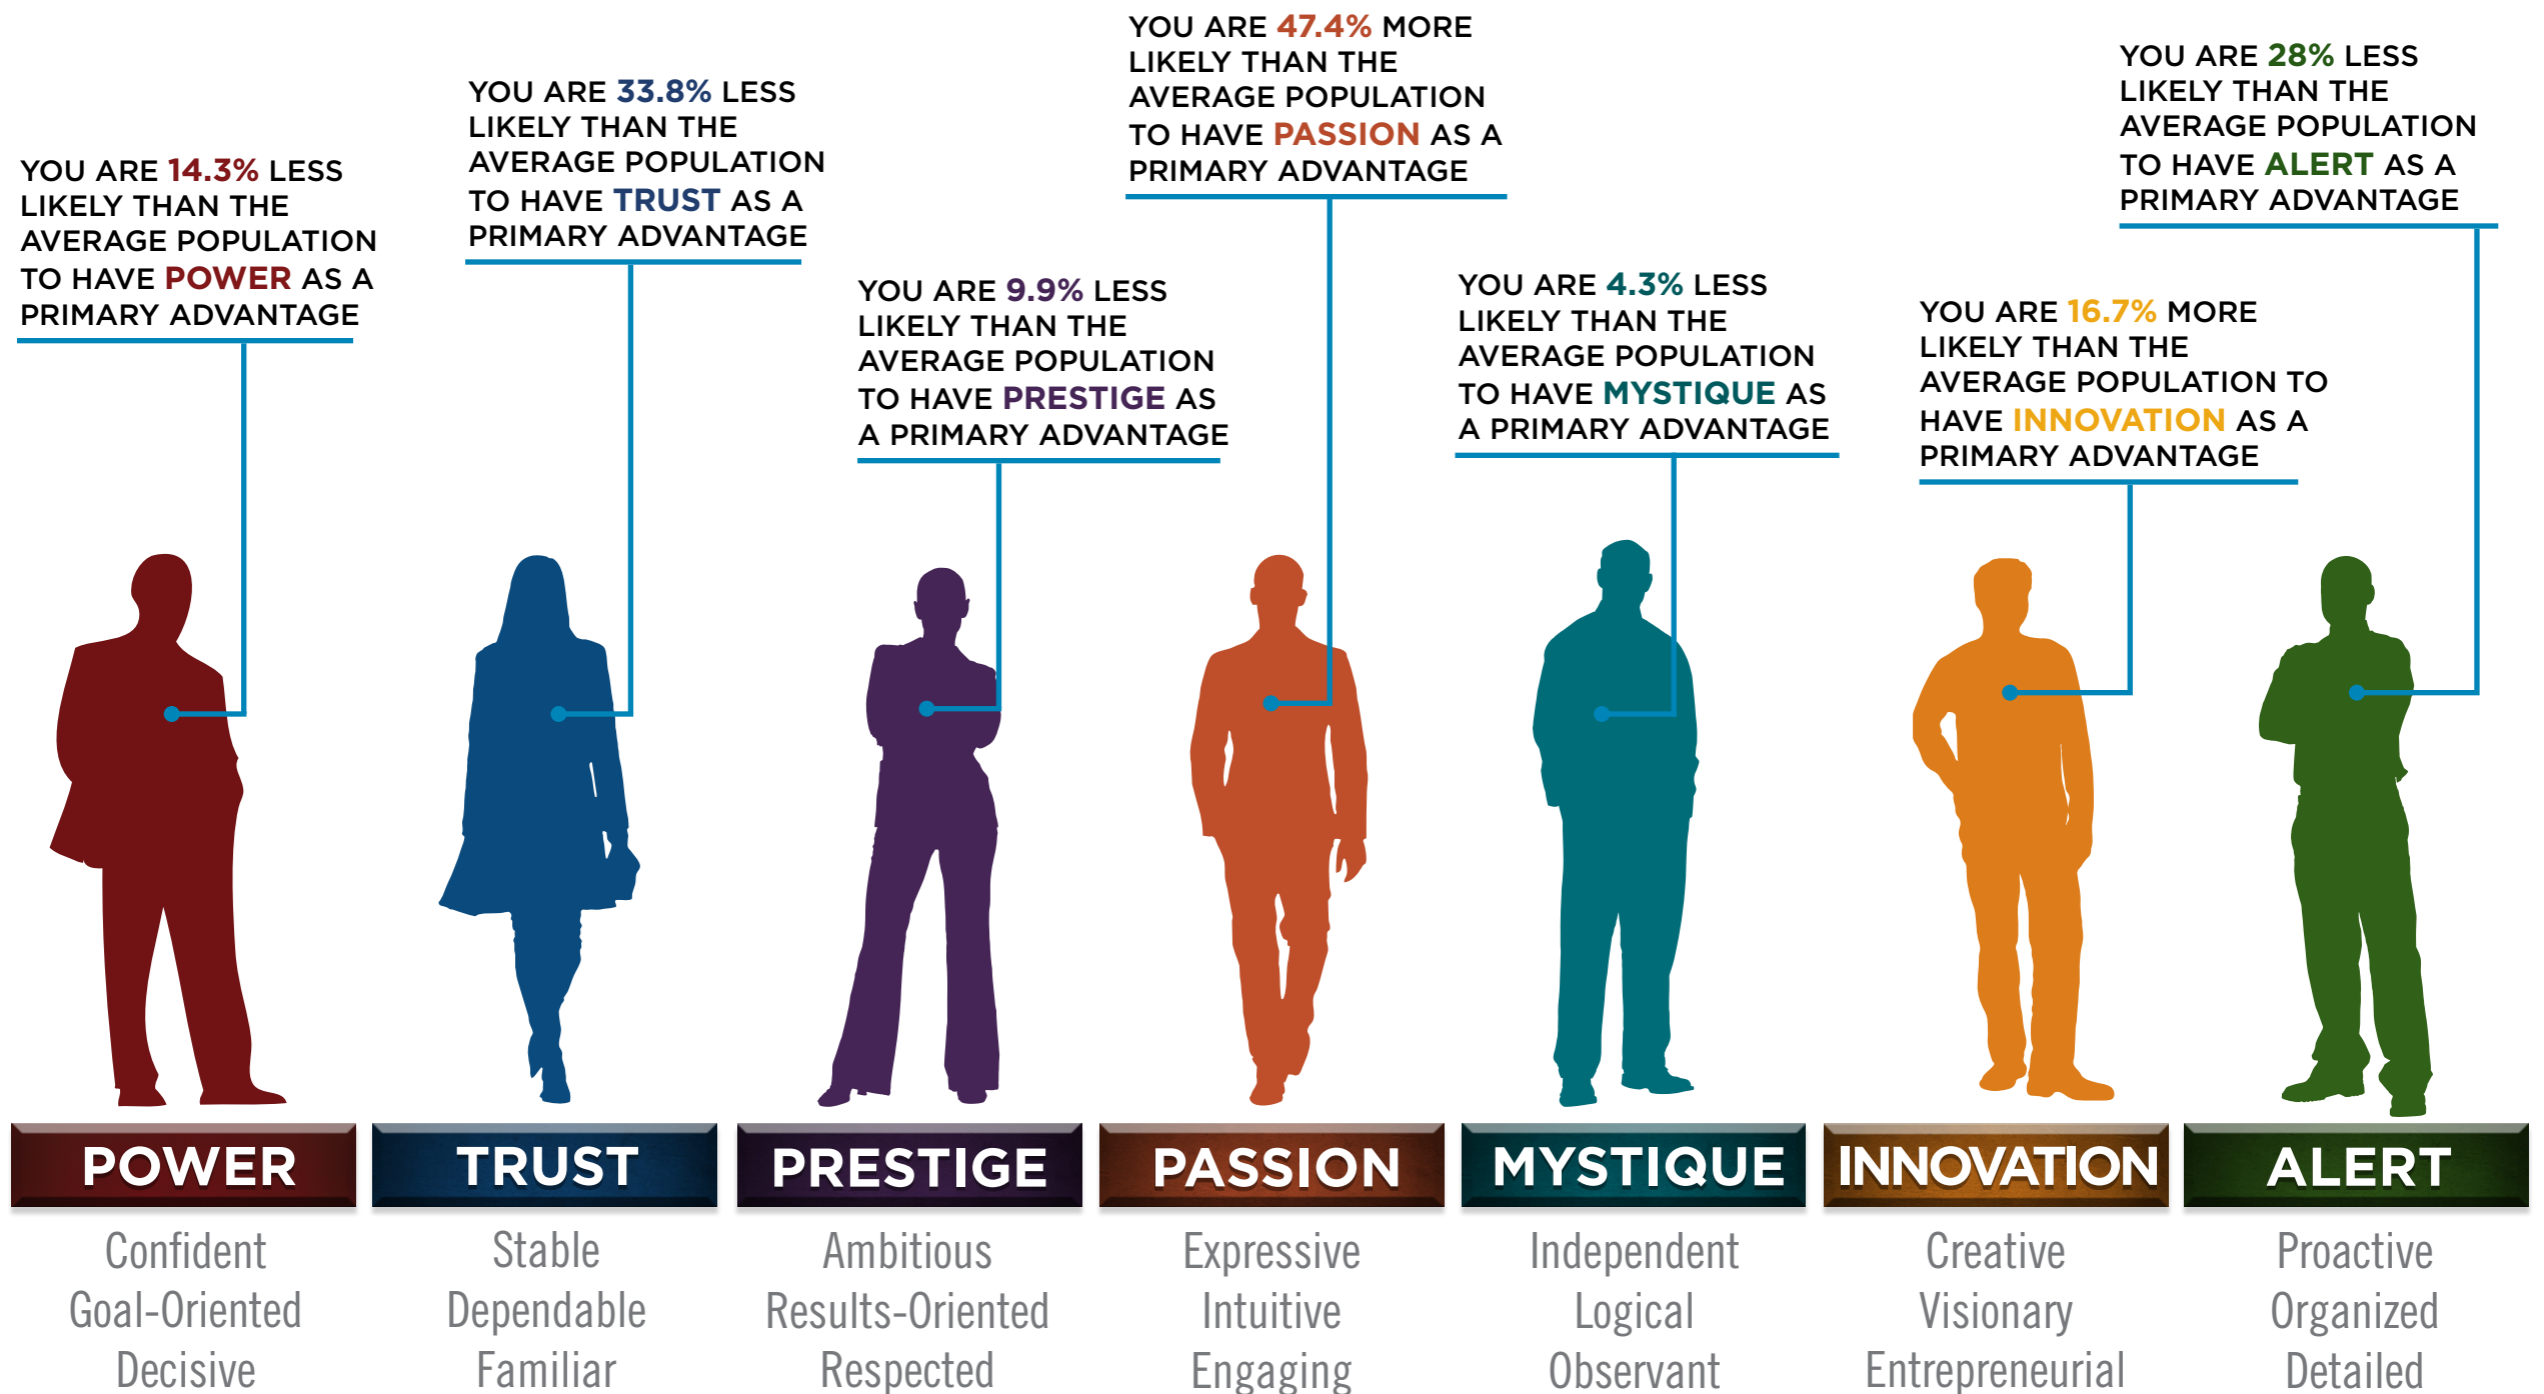 YOU ARE 14.3% LESS
LIKELY THAN THE
AVERAGE POPULATION
TO HAVE POWER AS A
PRIMARY ADVANTAGE
YOU ARE 33.8% LESS
LIKELY THAN THE
AVERAGE POPULATION
TO HAVE TRUST AS A
PRIMARY ADVANTAGE
YOU ARE 9.9% LESS
LIKELY THAN THE
AVERAGE POPULATION
TO HAVE PRESTIGE AS
A PRIMARY ADVANTAGE
YOU ARE 47.4% MORE
LIKELY THAN THE
AVERAGE POPULATION
TO HAVE PASSION AS A
PRIMARY ADVANTAGE
YOU ARE 4.3% LESS
LIKELY THAN THE
AVERAGE POPULATION
TO HAVE MYSTIQUE AS
A PRIMARY ADVANTAGE
YOU ARE 16.7% MORE
LIKELY THAN THE
AVERAGE POPULATION TO
HAVE INNOVATION AS A
PRIMARY ADVANTAGE
YOU ARE 28% LESS
LIKELY THAN THE
AVERAGE POPULATION
TO HAVE ALERT AS A
PRIMARY ADVANTAGE
POWER
Confident
Goal-Oriented
Decisive
TRUST
Stable
Dependable
Familiar
PRESTIGE
Ambitious
Results-Oriented
Respected
PASSION
Expressive
Intuitive
Engaging
MYSTIQUE
Independent
Logical
Observant
INNOVATION
Creative
Visionary
Entrepreneurial
ALERT
Proactive
Organized
Detailed